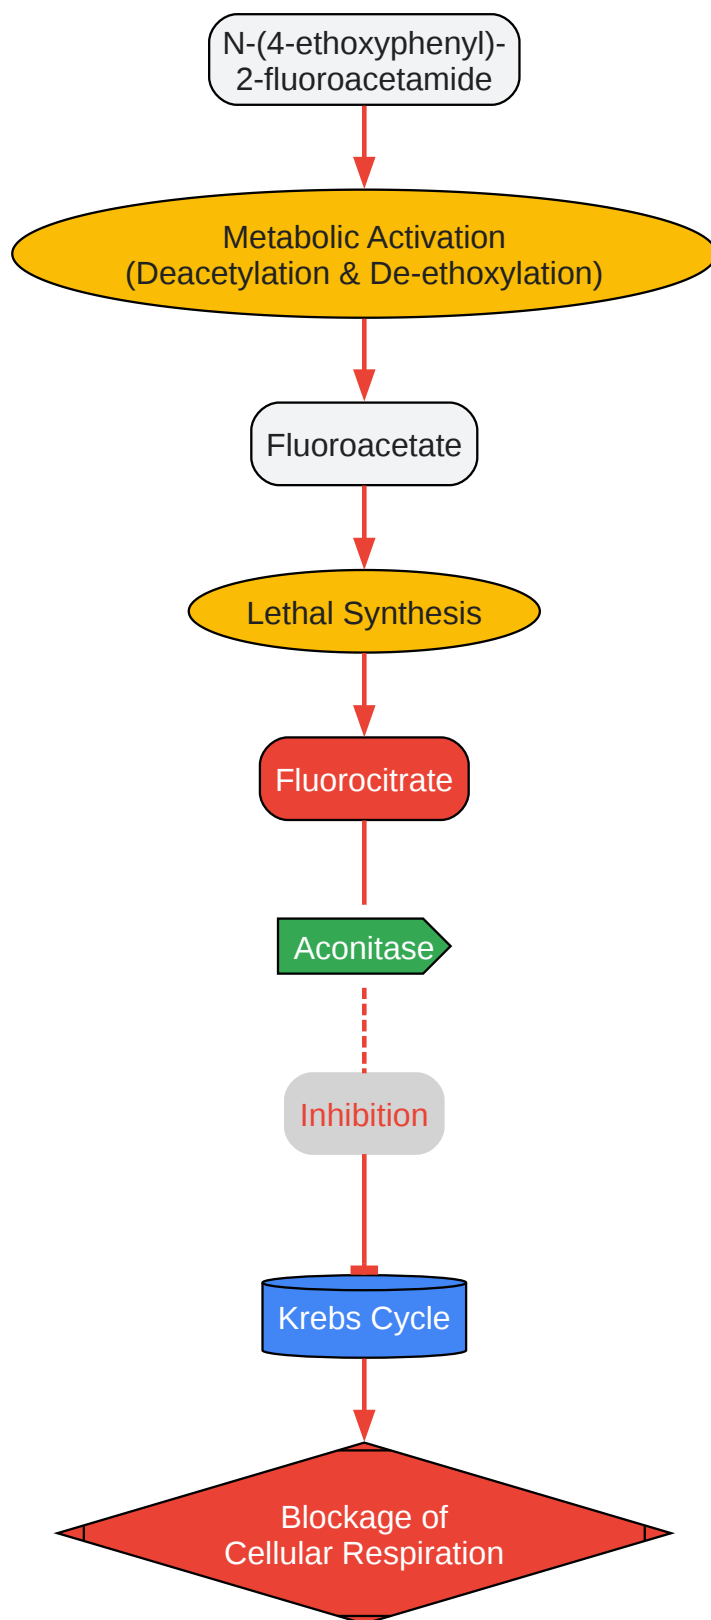 N-(4-ethoxyphenyl)-
2-fluoroacetamide
Metabolic Activation
(Deacetylation & De-ethoxylation)
Fluoroacetate
Lethal Synthesis
Fluorocitrate
Aconitase
Inhibition
Krebs Cycle
Blockage of
Cellular Respiration